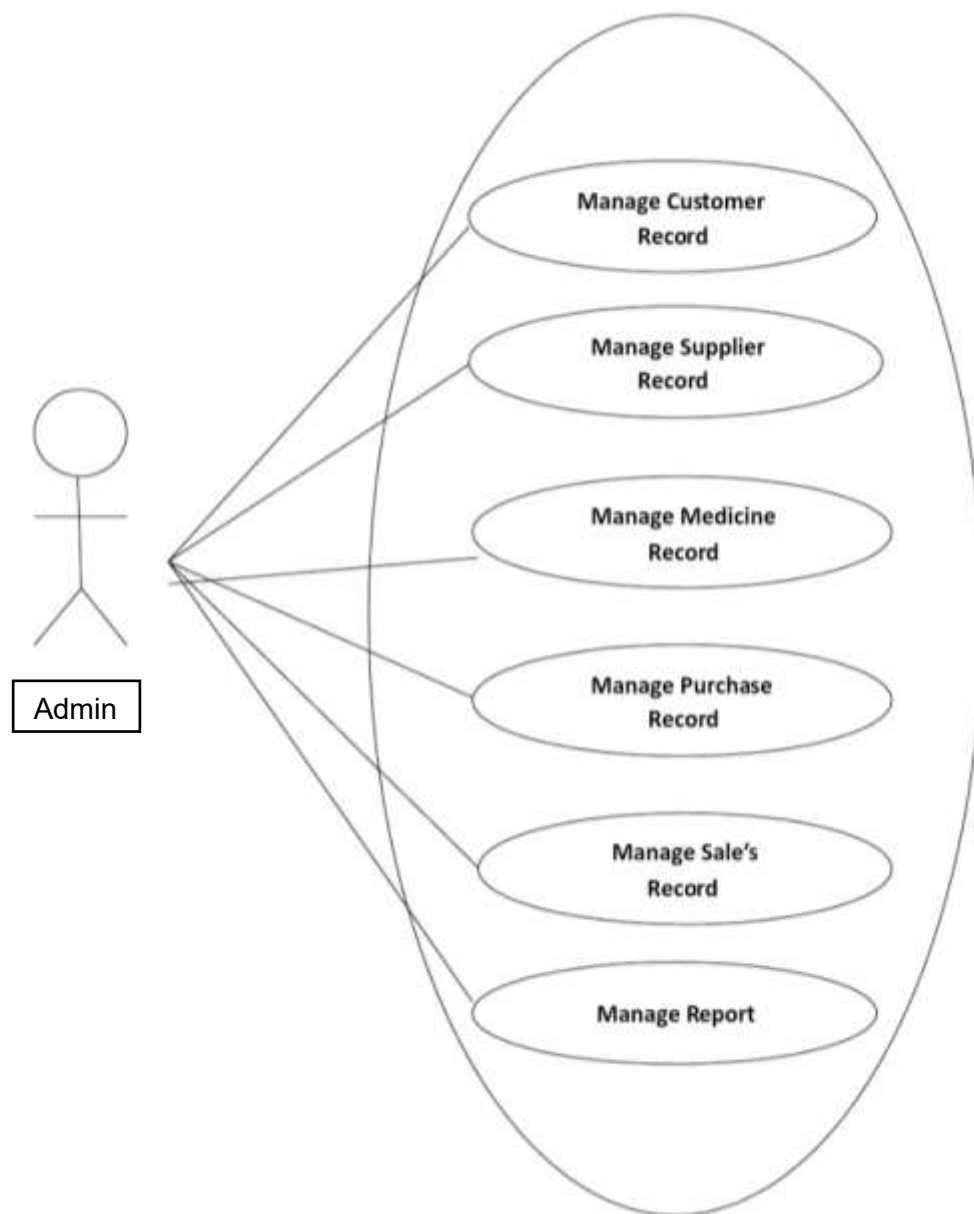 Manage Customer
Record
Manage Supplier
Record
Manage Medicine
Record
Manage Purchase
Record
Admin
Manage Sale's
Record
Manage Report